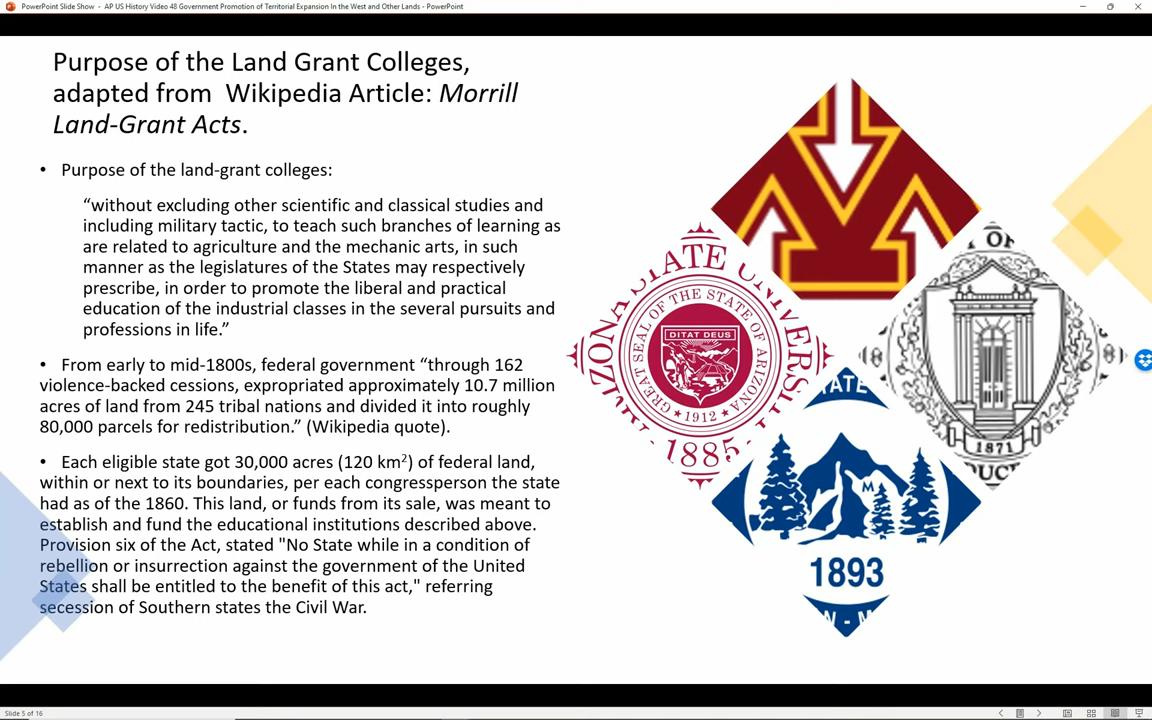 PowerPoint Slide Show - AP US History Video 48 Government Promotion of Territorial Expansion In the West and Other Lands - PowerPoint
Purpose of the Land Grant Colleges,
adapted from Wikipedia Article: Morrill
Land-Grant Acts.
• Purpose of the land-grant colleges:
“without excluding other scientific and classical studies and
including military tactic, to teach such branches of learning as
are related to agriculture and the mechanic arts, in such
manner as the legislatures of the States may respectively
prescribe, in order to promote the liberal and practical
education of the industrial classes in the several pursuits and
professions in life.”
• From early to mid-1800s, federal government “through 162
violence-backed cessions, expropriated approximately 10.7 million
acres of land from 245 tribal nations and divided it into roughly
80,000 parcels for redistribution.” (Wikipedia quote).
• Each eligible state got 30,000 acres (120 km²) of federal land,
within or next to its boundaries, per each congressperson the state
had as of the 1860. This land, or funds from its sale, was meant to
establish and fund the educational institutions described above.
Provision six of the Act, stated "No State while in a condition of
rebellion or insurrection against the government of the United
States shall be entitled to the benefit of this act," referring
secession of Southern states the Civil War.
M
ZONA STATE UNIVERSI
GREAT SEAL OF THE STATE OF ARIZONA
DITAT DEUS
★ 1912 ★
1885
OF
1871
DUC
ATE
M
1893
N - M
Slide 5 of 16